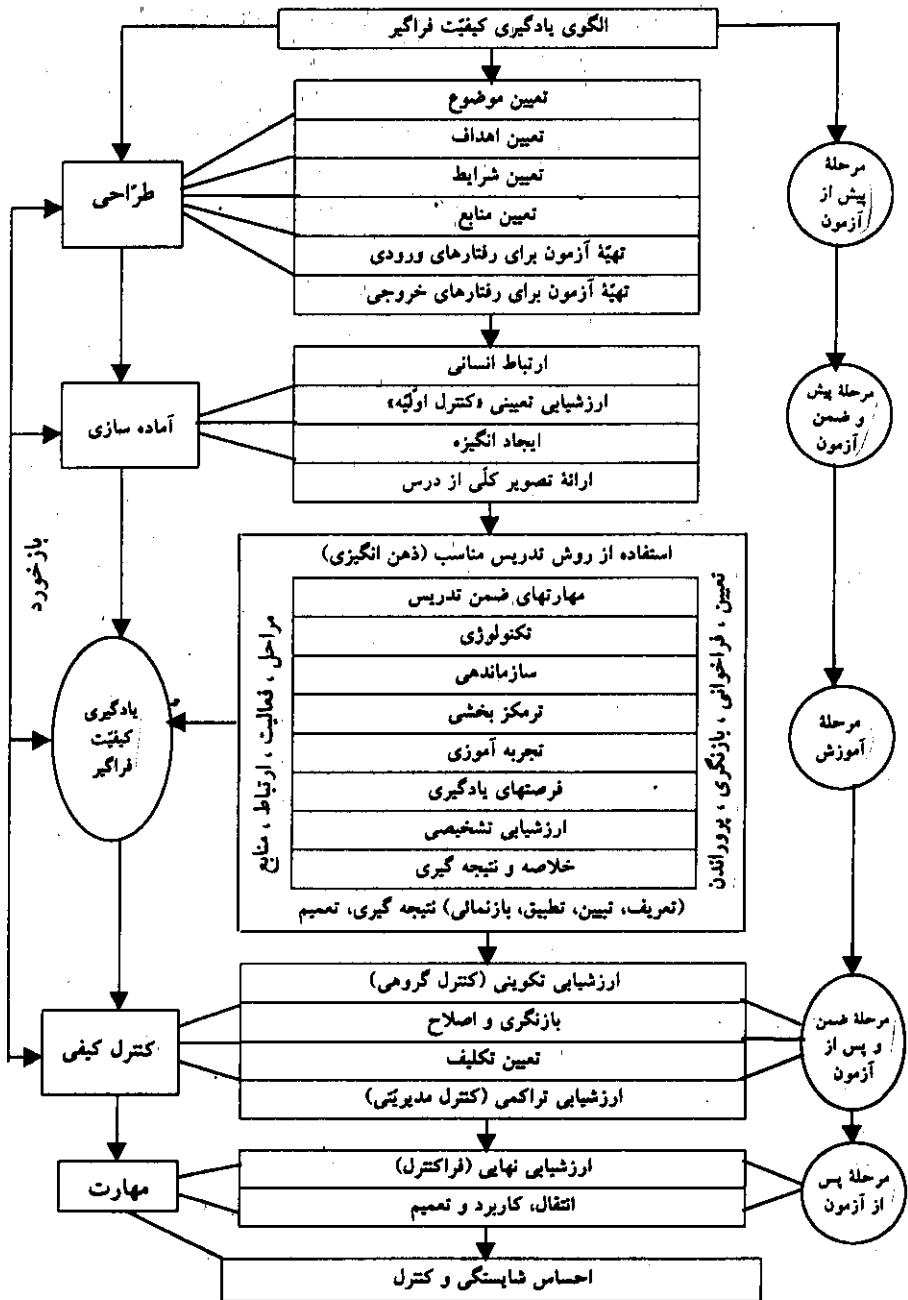 الگوی یادگیری کیفیّت فراگیر
تعیین موضوع
تعیین اهداف
تعیین شرایط
تعیین منابع
تهیّهٔ آزمون برای رفتارهای ورودی
تهیّهٔ آزمون برای رفتارهای خروجی
طرّاحی
مرحلهٔ
پیش از
آزمون
ارتباط انسانی
ارزشیابی تعیینی «کنترل اوّلیّه»
ایجاد انگیزه
ارائهٔ تصویر کلّی از درس
آماده سازی
مرحلهٔ پیش
و ضمن
آزمون
بازخورد
استفاده از روش تدریس مناسب (ذهن انگیزی)
تعیین ، فراخوانی ، بازنگری ، پروراندن
مهارتهای ضمن تدریس
تکنولوژی
سازماندهی
ترمکز بخشی
تجربه آموزی
فرصتهای یادگیری
ارزشیابی تشخیصی
خلاصه و نتیجه گیری
مراحل ، فعالیت ، ارتباط ، منابع
(تعریف، تبیین، تطبیق، بازنمائی) نتیجه گیری، تعمیم
یادگیری
کیفیّت
فراگیر
مرحلهٔ
آموزش
ارزشیابی تکوینی (کنترل گروهی)
بازنگری و اصلاح
تعیین تکلیف
ارزشیابی تراکمی (کنترل مدیریّتی)
کنترل کیفی
مرحلهٔ ضمن
و پس از
آزمون
ارزشیابی نهایی (فراکنترل)
انتقال، کاربرد و تعمیم
مهارت
مرحلهٔ پس
از آزمون
احساس شایستگی و کنترل